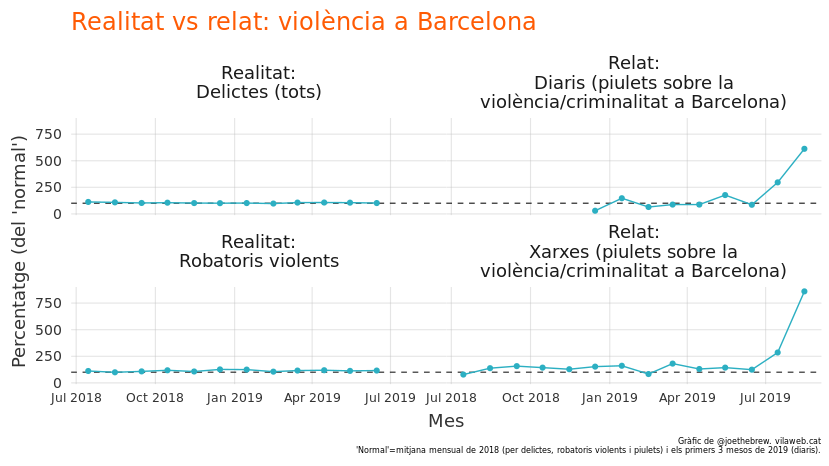 Realitat vs relat: violència a Barcelona
Realitat:
Delictes (tots)
Relat:
Diaris (piulets sobre la
violència/criminalitat a Barcelona)
750
500
250
0
Realitat:
Robatoris violents
Relat:
Xarxes (piulets sobre la
violència/criminalitat a Barcelona)
750
500
250
0
Percentatge (del 'normal')
Jul 2018 Oct 2018 Jan 2019 Apr 2019 Jul 2019 Jul 2018 Oct 2018 Jan 2019 Apr 2019 Jul 2019
Mes
Gràfic de @joethebrew. vilaweb.cat
'Normal'=mitjana mensual de 2018 (per delictes, robatoris violents i piulets) i els primers 3 mesos de 2019 (diaris).